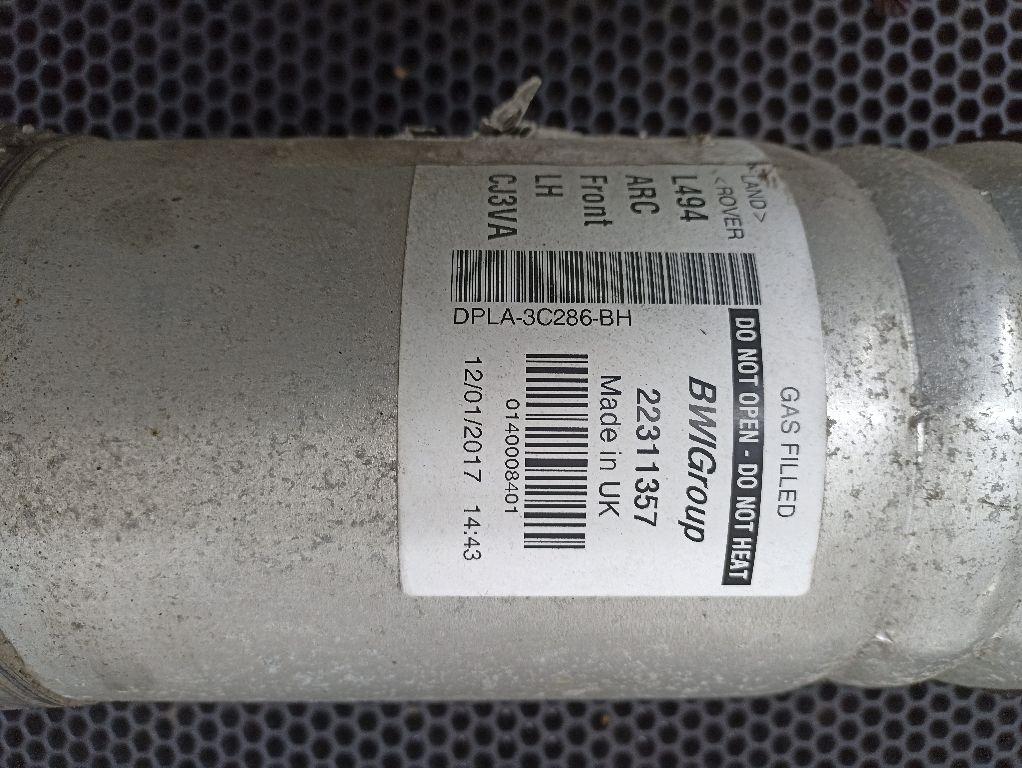 GAS FILLED
DO NOT OPEN - DO NOT HEAT
LAND>
<ROVER
L494
ARC
Front
LH
CJ3VA
DPLA-3C286-BH
BWIGroup
22311357
Made in UK
0140008401
12/01/2017 14:43